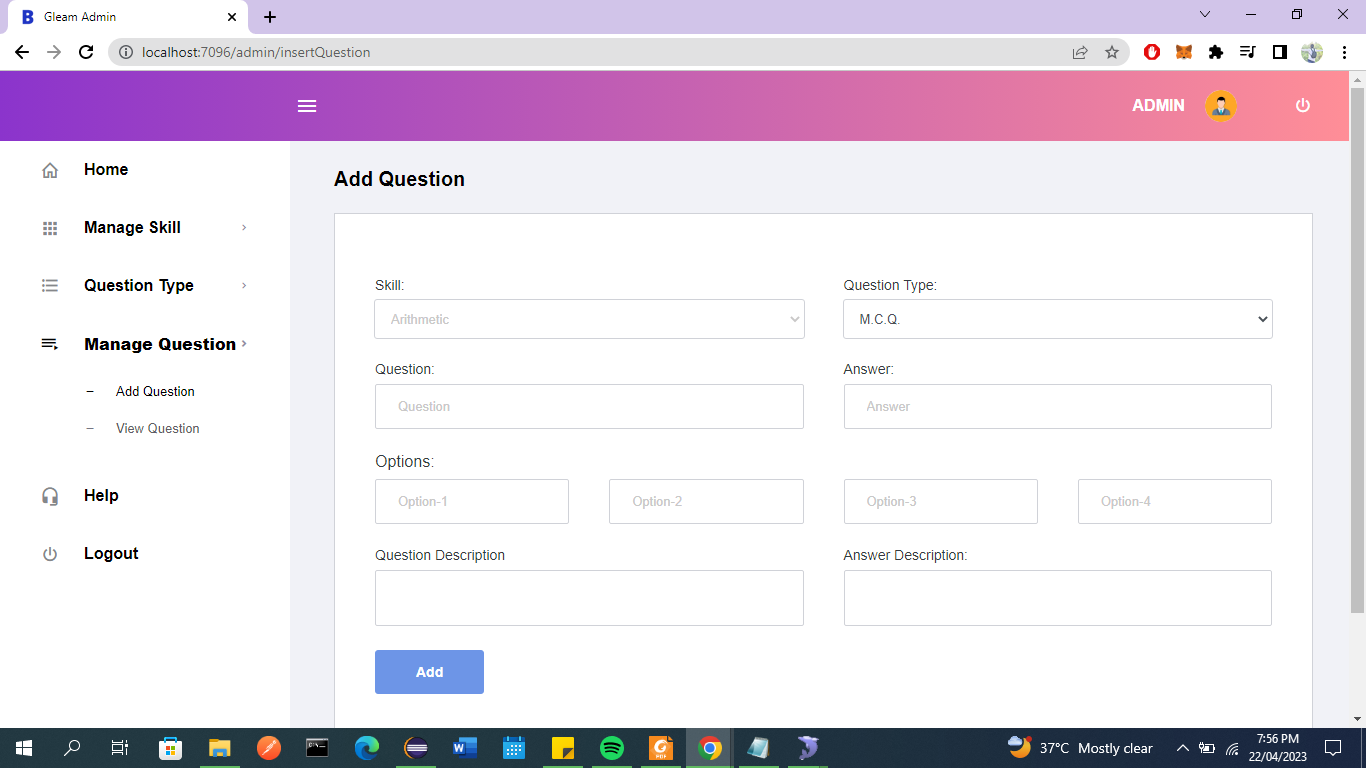 Gleam Admin
localhost:7096/admin/insertQuestion
ADMIN
Home
Manage Skill
Question Type
Manage Question
Add Question
View Question
Help
Logout
Add Question
Skill: Question Type:
Arithmetic M.C.Q.
Question: Answer:
Question Answer
Options:
Option-1 Option-2 Option-3 Option-4
Question Description Answer Description:
Add
37°C Mostly clear
7:56 PM
22/04/2023